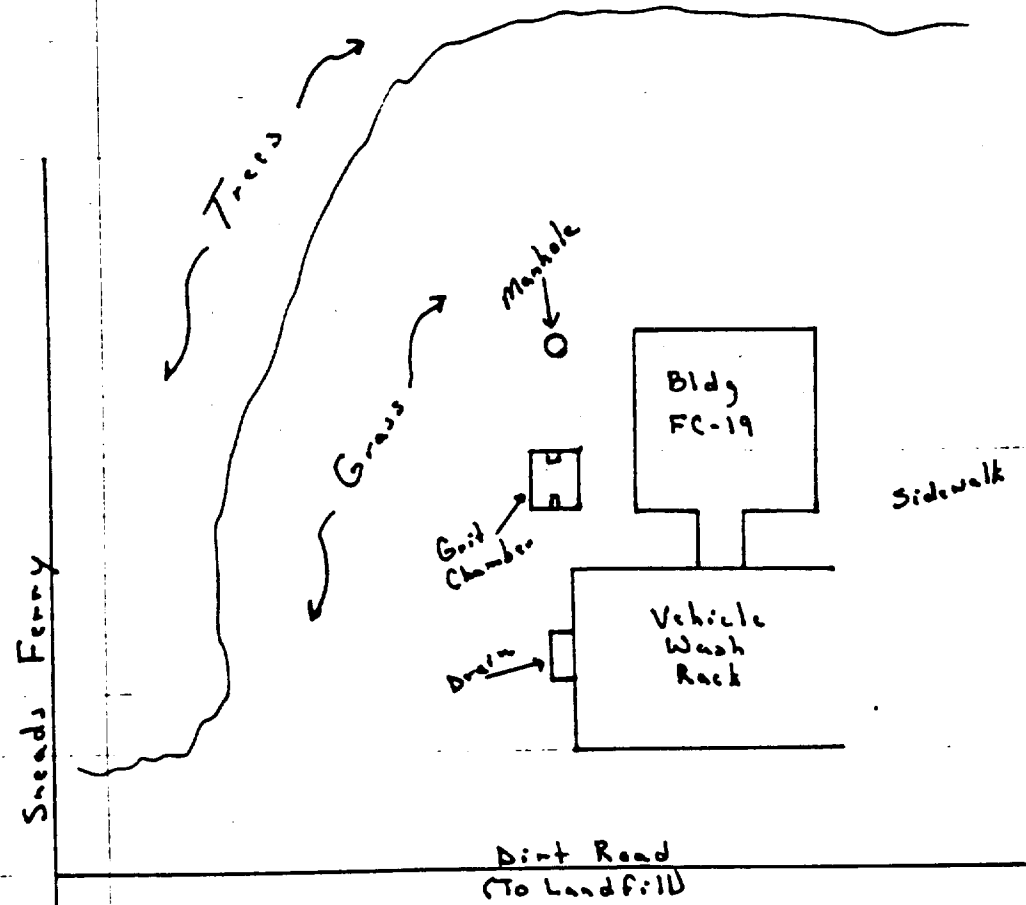 Trees
Manhole
Bldg
FC-19
Grass
Sidewalk
Grit
Chamber
Vehicle
Wash
Rack
Drain
Sneads Ferry
Dirt Road
(To Landfill)